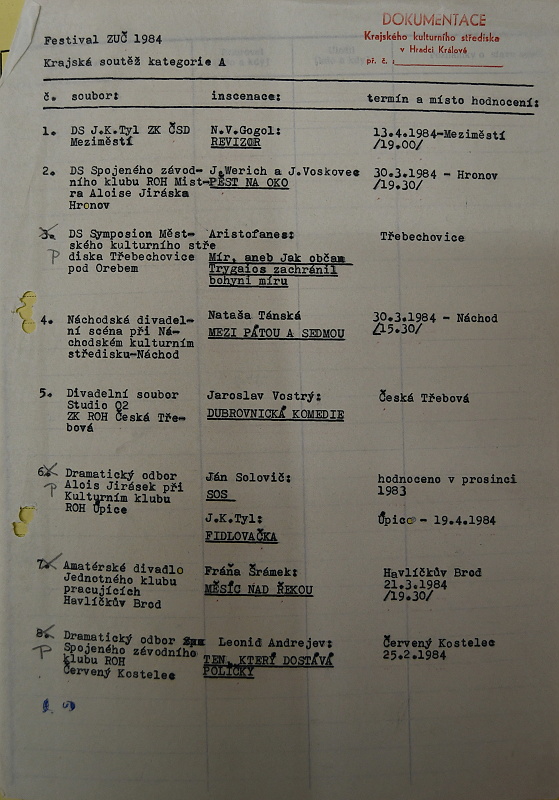 DOKUMENTACE
Krajského kulturního střediska
v Hradci Králové
př. č. :
Festival ZUČ 1984
Krajská soutěž kategorie A
č. soubor: inscenace: termín a místo hodnocení:
1. DS J.K.Tyl ZK ČSD N.V.Gogol: 13.4.1984-Meziměstí
Meziměstí REVIZOR /19.00/
2. DS Spojeného závod- J.Werich a J.Voskovec 30.3.1984 - Hronov
ního klubu ROH Mist- PĚST NA OKO /19.30/
ra Aloise Jiráska
Hronov
3. DS Symposion Měst- Aristofanes: Třebechovice
ského kulturního stře
P diska Třebechovice Mír, aneb Jak občan
pod Orebem Trygaios zachránil
bohyni míru
4. Náchodská divadel- Nataša Tánská 30.3.1984 - Náchod
ní scéna při Ná- MEZI PÁTOU A SEDMOU /15.30/
chodském kulturním
středisku-Náchod
5. Divadelní soubor Jaroslav Vostrý: Česká Třebová
Studio Q2 DUBROVNICKÁ KOMEDIE
ZK ROH Česká Tře-
bová
6. Dramatický odbor Ján Solovič: hodnoceno v prosinci
P Alois Jirásek při SOS 1983
Kulturním klubu
ROH Úpice J.K.Tyl: Úpice - 19.4.1984
FIDLOVAČKA
7. Amatérské divadlo Fráňa Šrámek: Havlíčkův Brod
Jednotného klubu MĚSÍC NAD ŘEKOU 21.3.1984
pracujících /19.30/
Havlíčkův Brod
8. Dramatický odbor Leonid Andrejev: Červený Kostelec
P Spojeného závodního TEN, KTERÝ DOSTÁVÁ 25.2.1984
klubu ROH POLÍČKY
Červený Kostelec